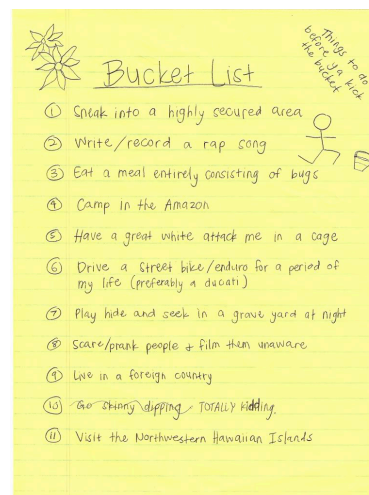 Things to do
before ya kick
the bucket
Bucket List
① Sneak into a highly secured area
② Write/record a rap song
③ Eat a meal entirely consisting of bugs
④ Camp in the Amazon
⑤ Have a great white attack me in a cage
⑥ Drive a street bike/enduro for a period of
my life (preferably a ducati)
⑦ Play hide and seek in a grave yard at night
⑧ Scare/prank people + film them unaware
⑨ Live in a foreign country
⑩ Go skinny dipping, TOTALLY kidding.
⑪ Visit the Northwestern Hawaiian Islands